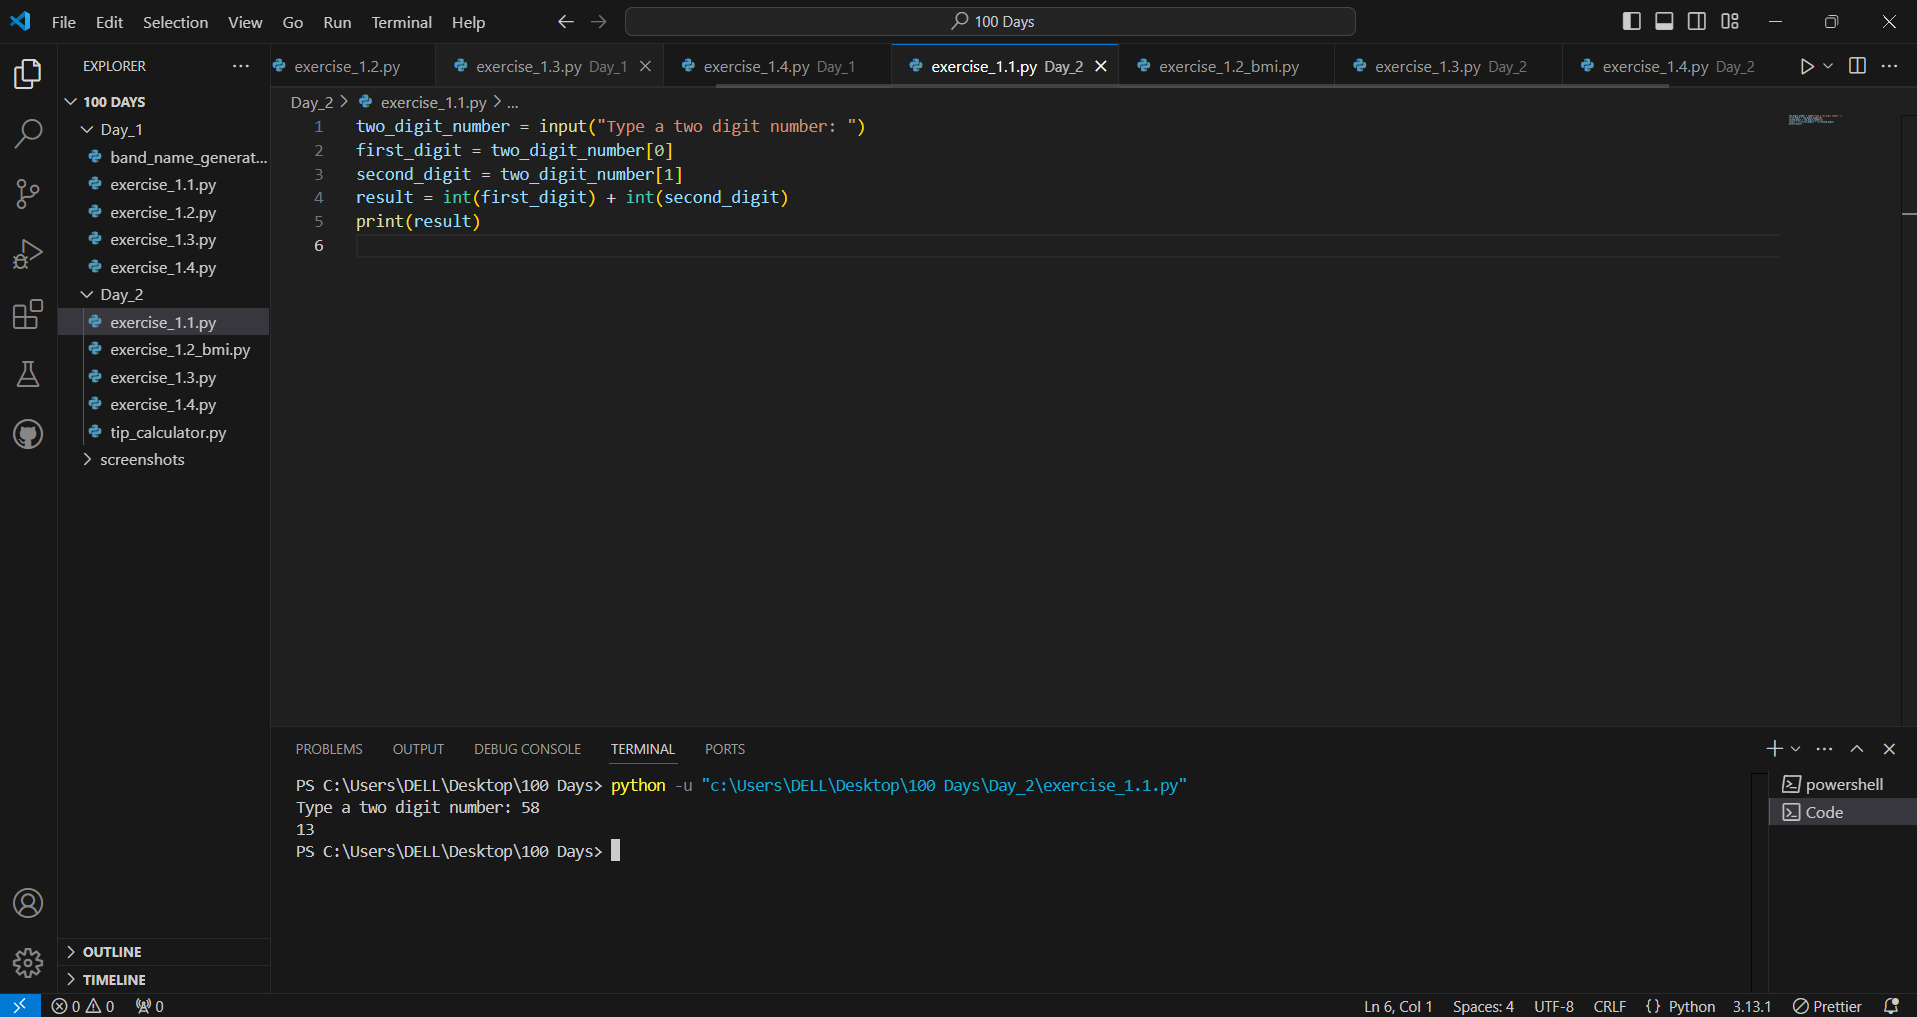 File Edit Selection View Go Run Terminal Help
100 Days
EXPLORER
100 DAYS
Day_1
band_name_generat...
exercise_1.1.py
exercise_1.2.py
exercise_1.3.py
exercise_1.4.py
Day_2
exercise_1.1.py
exercise_1.2_bmi.py
exercise_1.3.py
exercise_1.4.py
tip_calculator.py
screenshots
OUTLINE
TIMELINE
exercise_1.2.py exercise_1.3.py Day_1 exercise_1.4.py Day_1 exercise_1.1.py Day_2 exercise_1.2_bmi.py exercise_1.3.py Day_2 exercise_1.4.py Day_2
Day_2 > exercise_1.1.py > ...
1 two_digit_number = input("Type a two digit number: ")
2 first_digit = two_digit_number[0]
3 second_digit = two_digit_number[1]
4 result = int(first_digit) + int(second_digit)
5 print(result)
6
PROBLEMS OUTPUT DEBUG CONSOLE TERMINAL PORTS
PS C:\Users\DELL\Desktop\100 Days> python -u "c:\Users\DELL\Desktop\100 Days\Day_2\exercise_1.1.py"
Type a two digit number: 58
13
PS C:\Users\DELL\Desktop\100 Days>
powershell
Code
0 0 0 Ln 6, Col 1 Spaces: 4 UTF-8 CRLF {} Python 3.13.1 Prettier